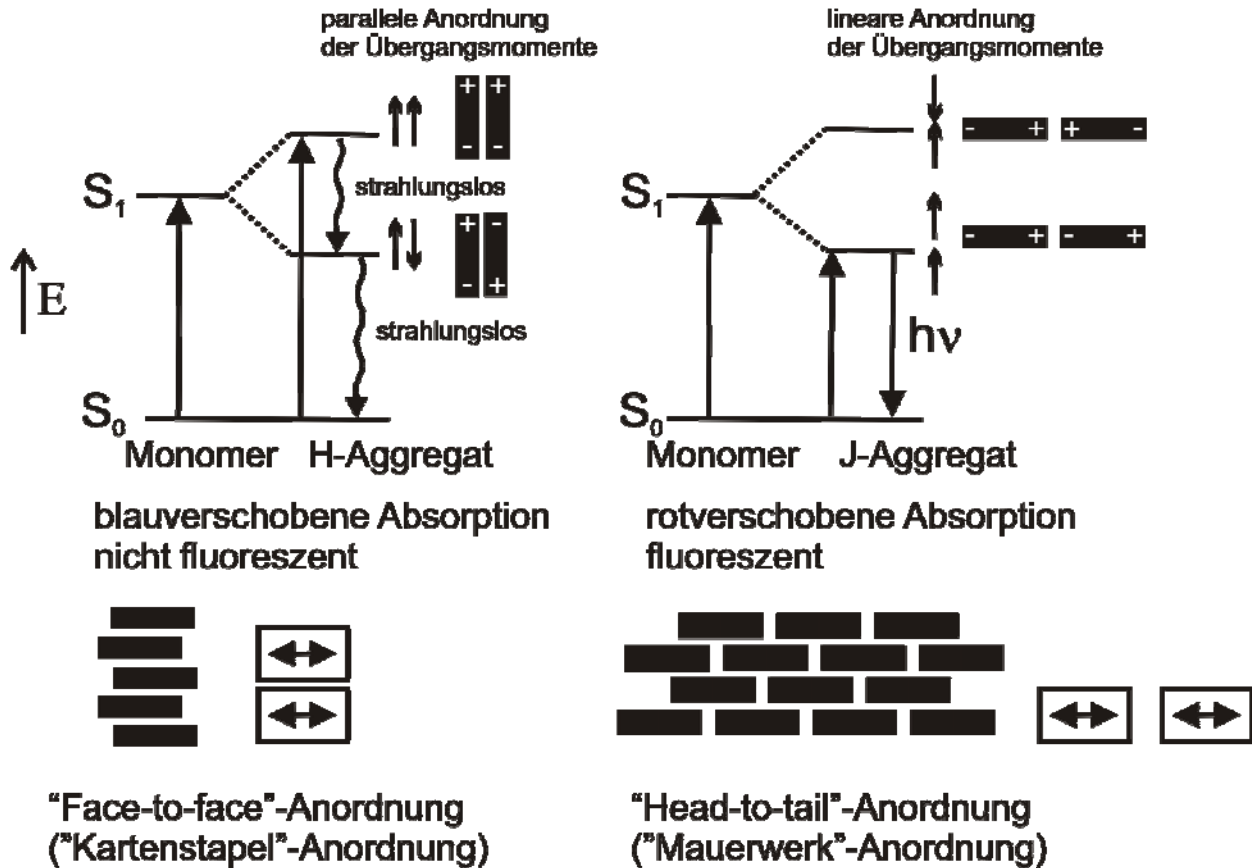 parallele Anordnung
der Übergangsmomente
+ +
- -
strahlungslos
S1
+ -
- +
E
strahlungslos
S0
Monomer H-Aggregat
blauverschobene Absorption
nicht fluoreszent
"Face-to-face"-Anordnung
("Kartenstapel"-Anordnung)
lineare Anordnung
der Übergangsmomente
- + + -
S1
- + - +
hν
S0
Monomer J-Aggregat
rotverschobene Absorption
fluoreszent
"Head-to-tail"-Anordnung
("Mauerwerk"-Anordnung)